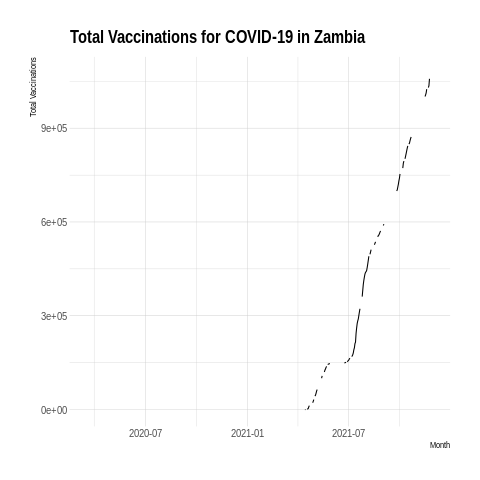 Total Vaccinations for COVID-19 in Zambia
Total Vaccinations
9e+05
6e+05
3e+05
0e+00
2020-07
2021-01
2021-07
Month